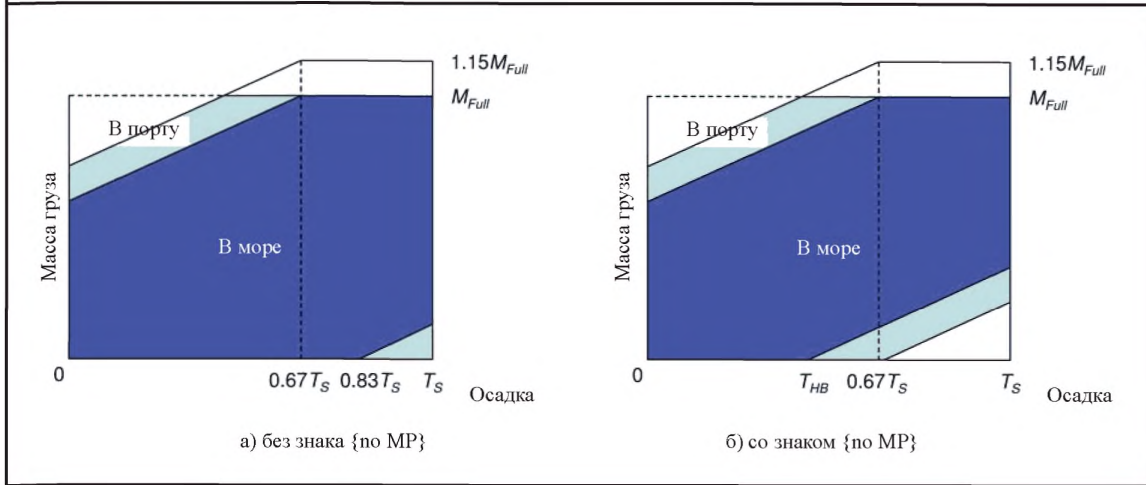 1.15M_Full
M_Full
В порту
Масса груза
В море
0
0.67T_S
0.83T_S
T_S
Осадка
а) без знака {no MP}
1.15M_Full
M_Full
В порту
Масса груза
В море
0
T_HB
0.67T_S
T_S
Осадка
б) со знаком {no MP}